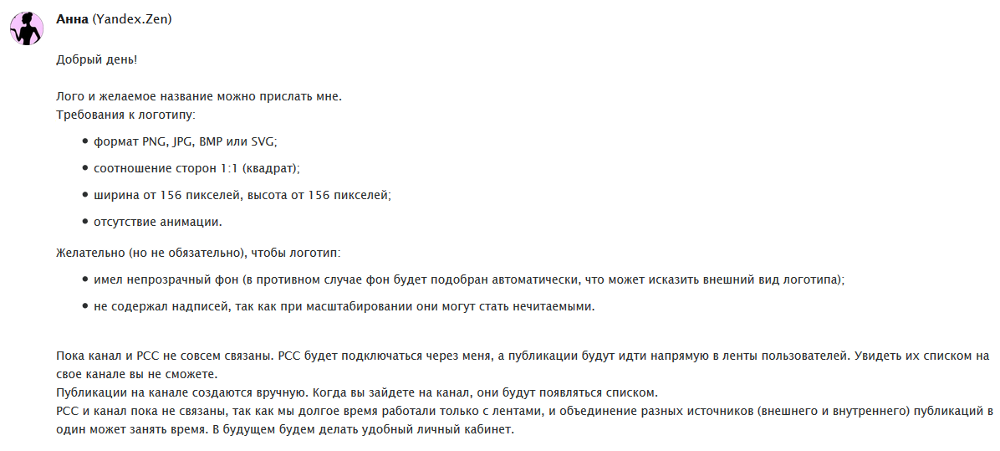 Анна (Yandex.Zen)
Добрый день!
Лого и желаемое название можно прислать мне.
Требования к логотипу:
• формат PNG, JPG, BMP или SVG;
• соотношение сторон 1:1 (квадрат);
• ширина от 156 пикселей, высота от 156 пикселей;
• отсутствие анимации.
Желательно (но не обязательно), чтобы логотип:
• имел непрозрачный фон (в противном случае фон будет подобран автоматически, что может исказить внешний вид логотипа);
• не содержал надписей, так как при масштабировании они могут стать нечитаемыми.
Пока канал и РСС не совсем связаны. РСС будет подключаться через меня, а публикации будут идти напрямую в ленты пользователей. Увидеть их списком на
свое канале вы не сможете.
Публикации на канале создаются вручную. Когда вы зайдете на канал, они будут появляться списком.
РСС и канал пока не связаны, так как мы долгое время работали только с лентами, и объединение разных источников (внешнего и внутреннего) публикаций в
один может занять время. В будущем будем делать удобный личный кабинет.